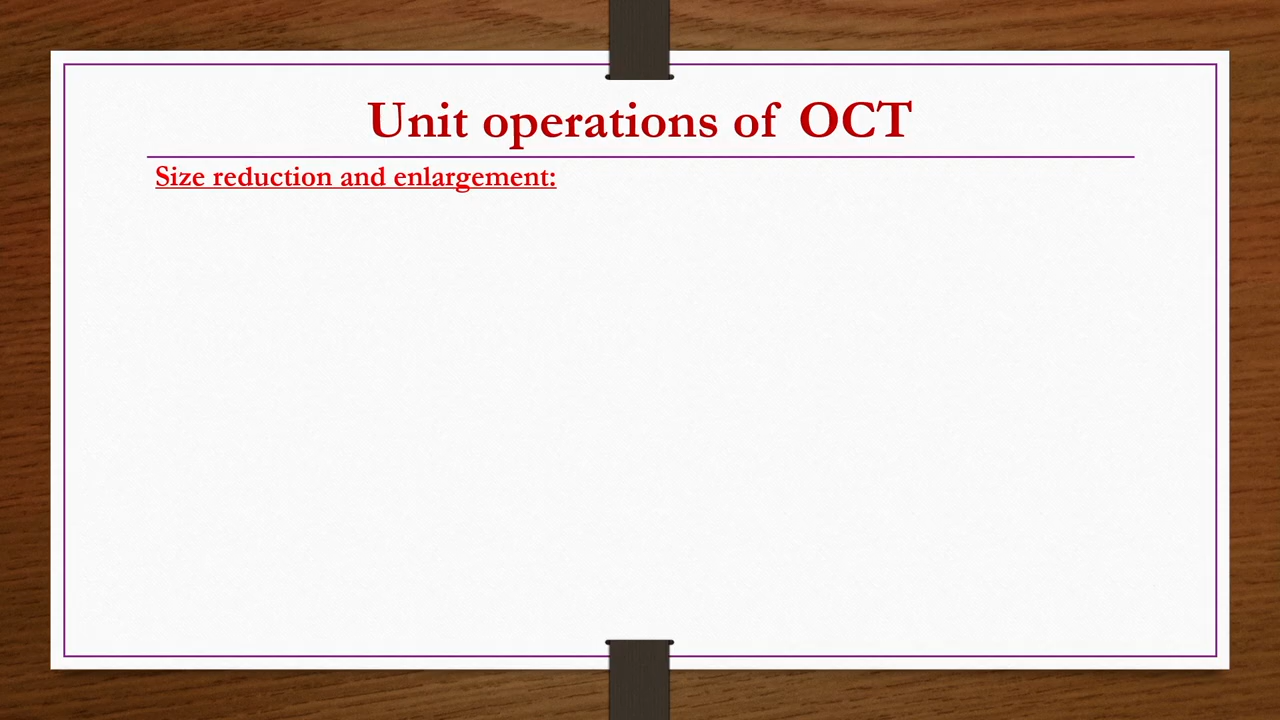 Unit operations of OCT
Size reduction and enlargement: